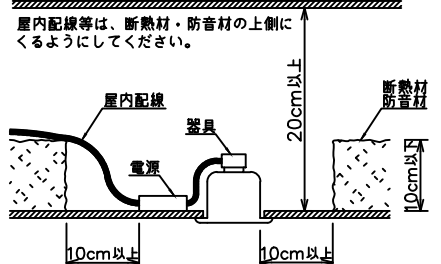 屋内配線等は、断熱材・防音材の上側に
くるようにしてください。
屋内配線
器具
電源
20cm以上
断熱材
防音材
10cm以上
10cm以上
10cm以上